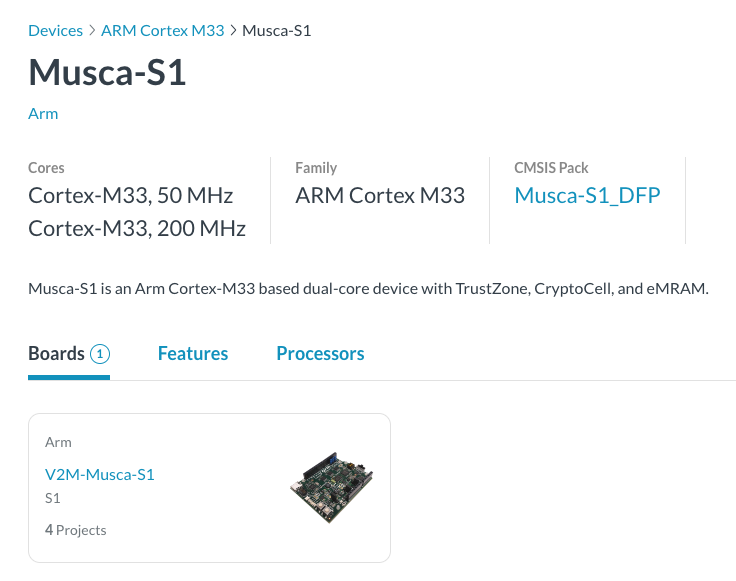 Devices > ARM Cortex M33 > Musca-S1
Musca-S1
Arm
Cores
Cortex-M33, 50 MHz
Cortex-M33, 200 MHz
Family
ARM Cortex M33
CMSIS Pack
Musca-S1_DFP
Musca-S1 is an Arm Cortex-M33 based dual-core device with TrustZone, CryptoCell, and eMRAM.
Boards 1 Features Processors
Arm
V2M-Musca-S1
S1
4 Projects